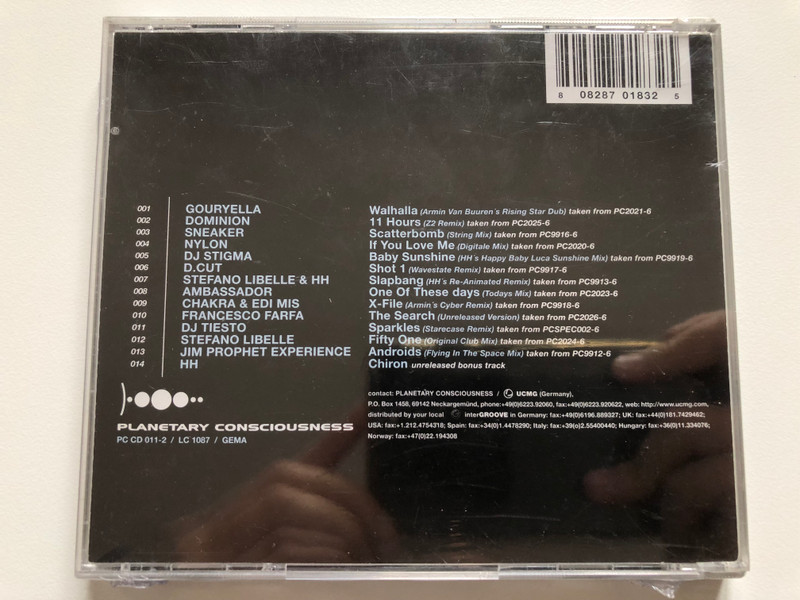 8 08287 01832 5
001 GOURYELLA Walhalla (Armin Van Buuren's Rising Star Dub) taken from PC2021-6
002 DOMINION 11 Hours (Z2 Remix) taken from PC2025-6
003 SNEAKER Scatterbomb (String Mix) PC9916-6
004 NYLON If You Love Me (Digitale Mix) taken from PC2020-6
005 DJ STIGMA Baby Sunshine (HH's Happy Baby Luca Sunshine Mix) taken from PC9919-6
006 D.CUT Shot 1 (Wavestate Remix) taken from PC9917-6
007 STEFANO LIBELLE & HH Slapbang (HH's Re-Animated Remix) taken from PC9913-6
008 AMBASSADOR One Of These days (Todays Mix) taken from PC2023-6
009 CHAKRA & EDI MIS X-File (Armin's Cyber Remix) taken from PC9918-6
010 FRANCESCO FARFA The Search (Unreleased Version) taken from PC2026-6
011 DJ TIESTO Sparkles (Starecase Remix) taken from PCSPEC002-6
012 STEFANO LIBELLE Fifty One (Original Club Mix) taken from PC2024-6
013 JIM PROPHET EXPERIENCE Androids (Flying In The Space Mix) taken from PC9912-6
014 HH Chiron unreleased bonus track
contact: PLANETARY CONSCIOUSNESS / UCMG (Germany),
P.O. Box 1458, 69142 Neckargemünd, phone:+49(0)6223.92060, fax:+49(0)6223.920622, web: http://www.ucmg.com,
distributed by your local interGROOVE in Germany: fax:+49(0)6196.889327; UK: fax:+44(0)181.7429462;
USA: fax:+1.212.4754318; Spain: fax:+34(0)1.4478290; Italy: fax:+39(o)2.55400440; Hungary: fax:+36(0)11.334076;
Norway: fax:+47(0)22.194308
PLANETARY CONSCIOUSNESS
PC CD 011-2 / LC 1087 / GEMA